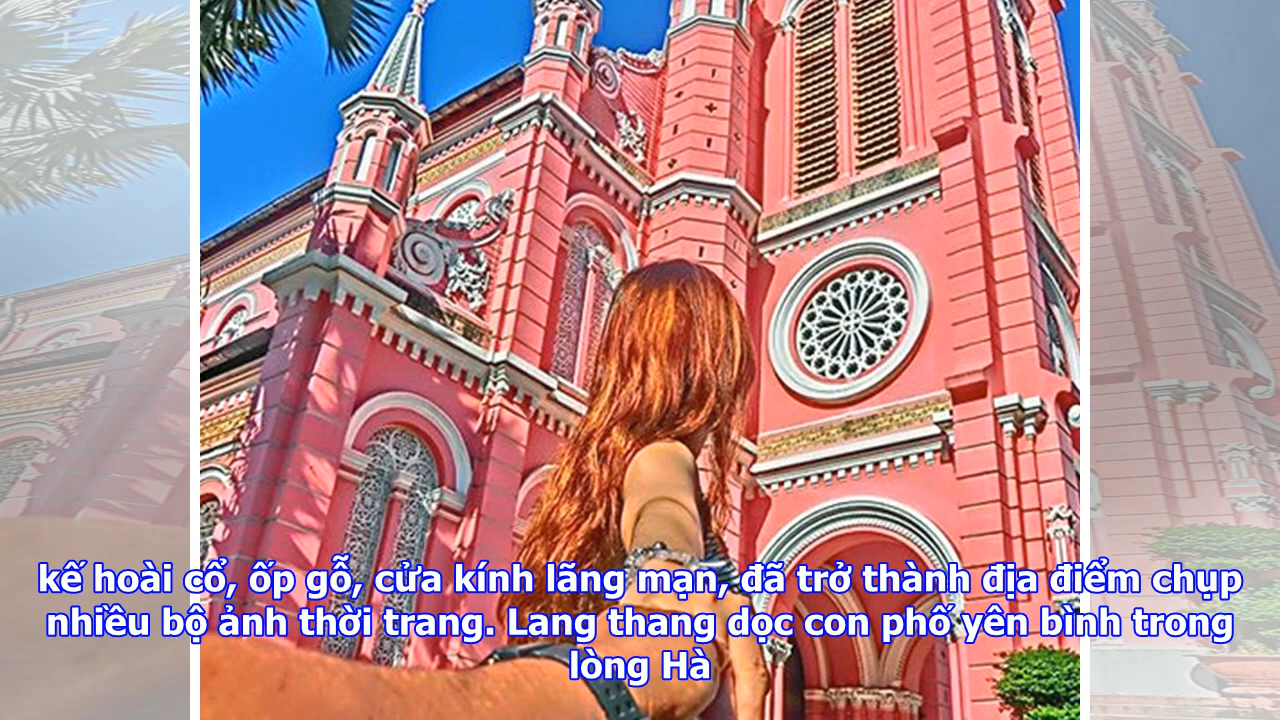 kế hoài cổ, ốp gỗ, cửa kính lãng mạn, đã trở thành địa điểm chụp
nhiều bộ ảnh thời trang. Lang thang dọc con phố yên bình trong
lòng Hà